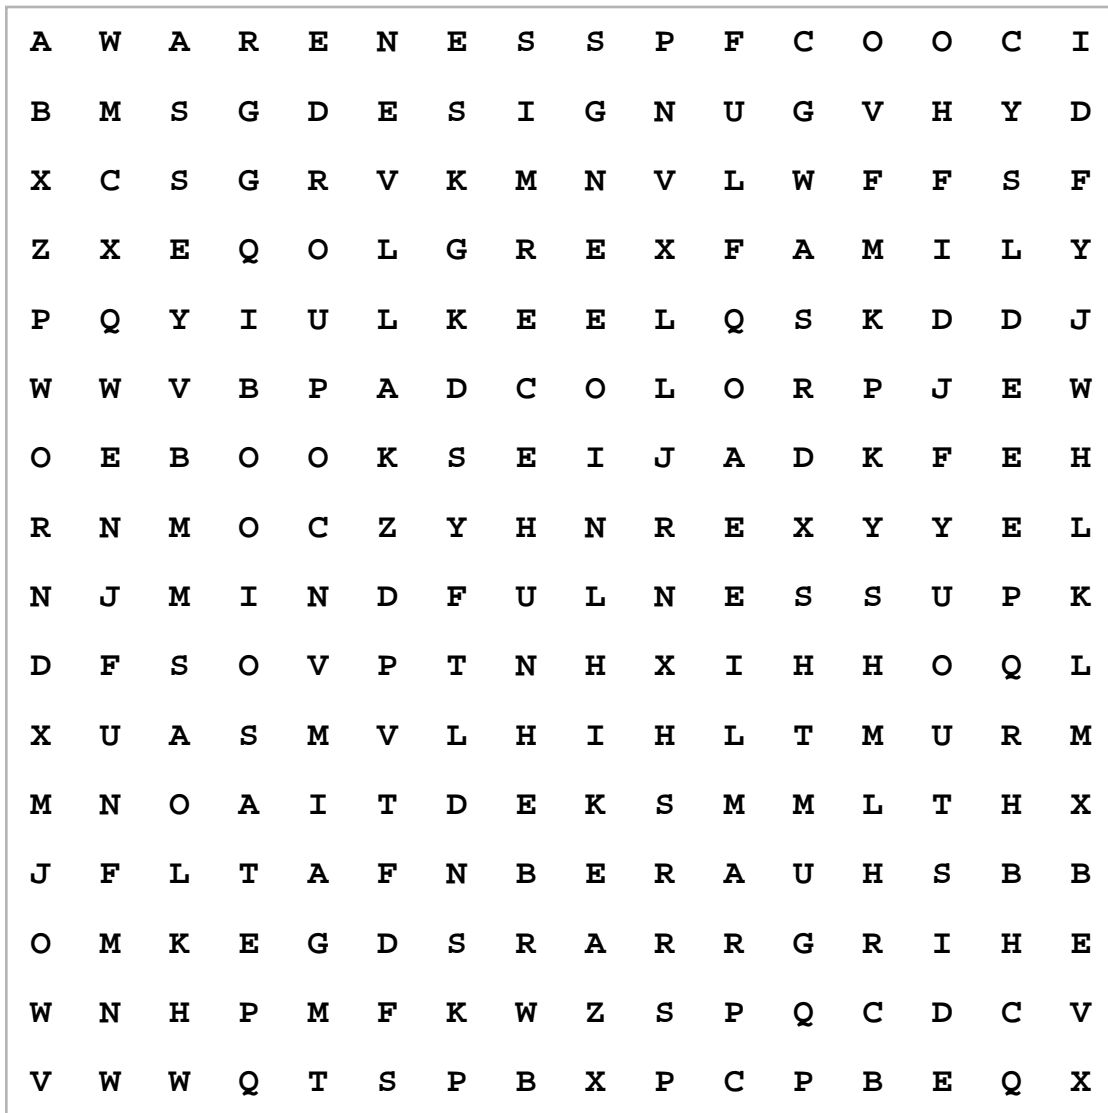 A W A R E N E S S P F C O O C I
B M S G D E S I G N U G V H Y D
X C S G R V K M N V L W F F S F
Z X E Q O L G R E X F A M I L Y
P Q Y I U L K E E L Q S K D D J
W W V B P A D C O L O R P J E W
O E B O O K S E I J A D K F E H
R N M O C Z Y H N R E X Y Y E L
N J M I N D F U L N E S S U P K
D F S O V P T N H X I H H O Q L
X U A S M V L H I H L T M U R M
M N O A I T D E K S M M L T H X
J F L T A F N B E R A U H S B B
O M K E G D S R A R R G R I H E
W N H P M F K W Z S P Q C D C V
V W W Q T S P B X P C P B E Q X